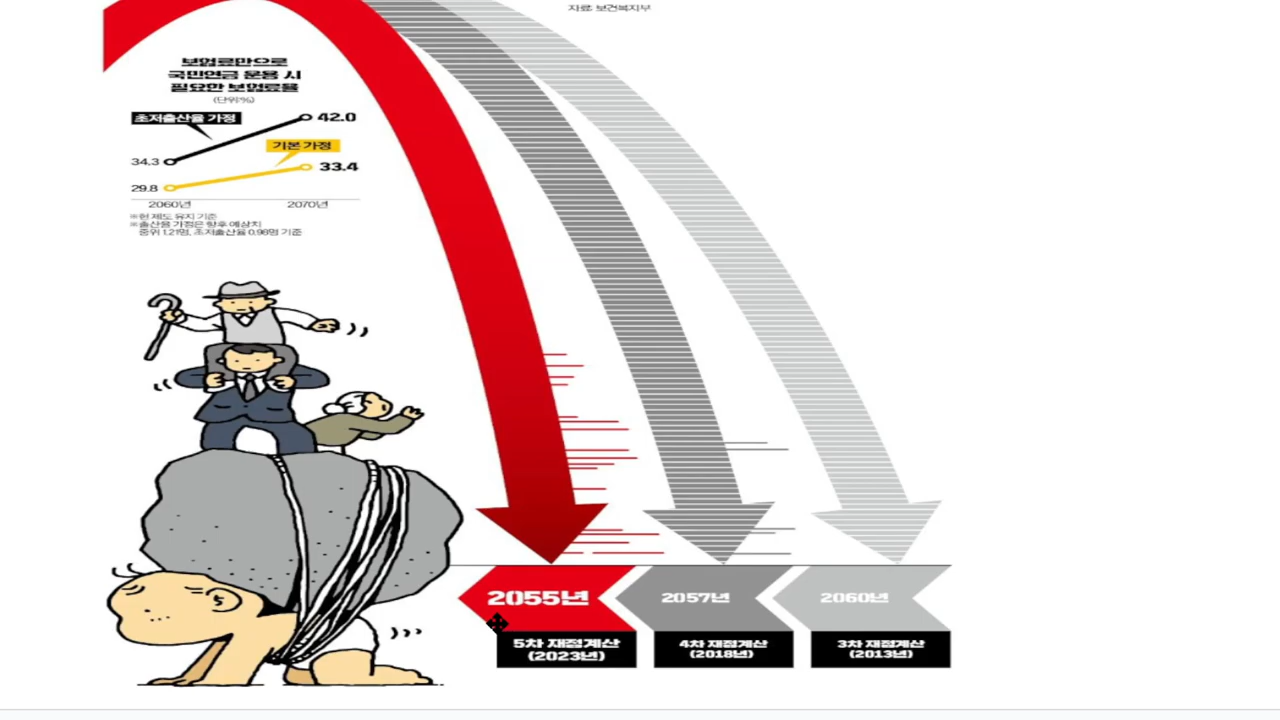 자료: 보건복지부
보험료만으로
국민연금 운용 시
필요한 보험료율
(단위:%)
초저출산율 가정
42.0
기본 가정
34.3
33.4
29.8
2060년
2070년
※현 제도 유지 기준
※출산율 가정은 향후 예상치
중위 1.21명, 초저출산율 0.98명 기준
2055년
2057년
2060년
5차 재정계산
(2023년)
4차 재정계산
(2018년)
3차 재정계산
(2013년)